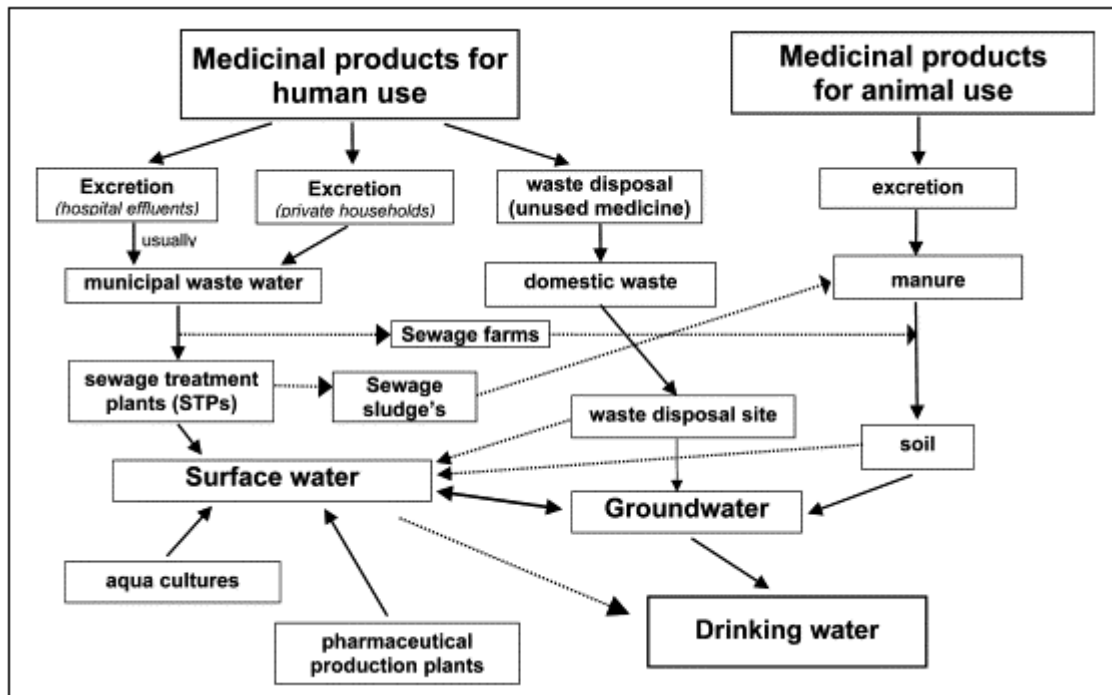 Medicinal products for
human use
Medicinal products
for animal use
Excretion
(hospital effluents)
Excretion
(private households)
waste disposal
(unused medicine)
excretion
usually
municipal waste water
domestic waste
manure
Sewage farms
sewage treatment
plants (STPs)
Sewage
sludge's
waste disposal site
soil
Surface water
Groundwater
aqua cultures
Drinking water
pharmaceutical
production plants